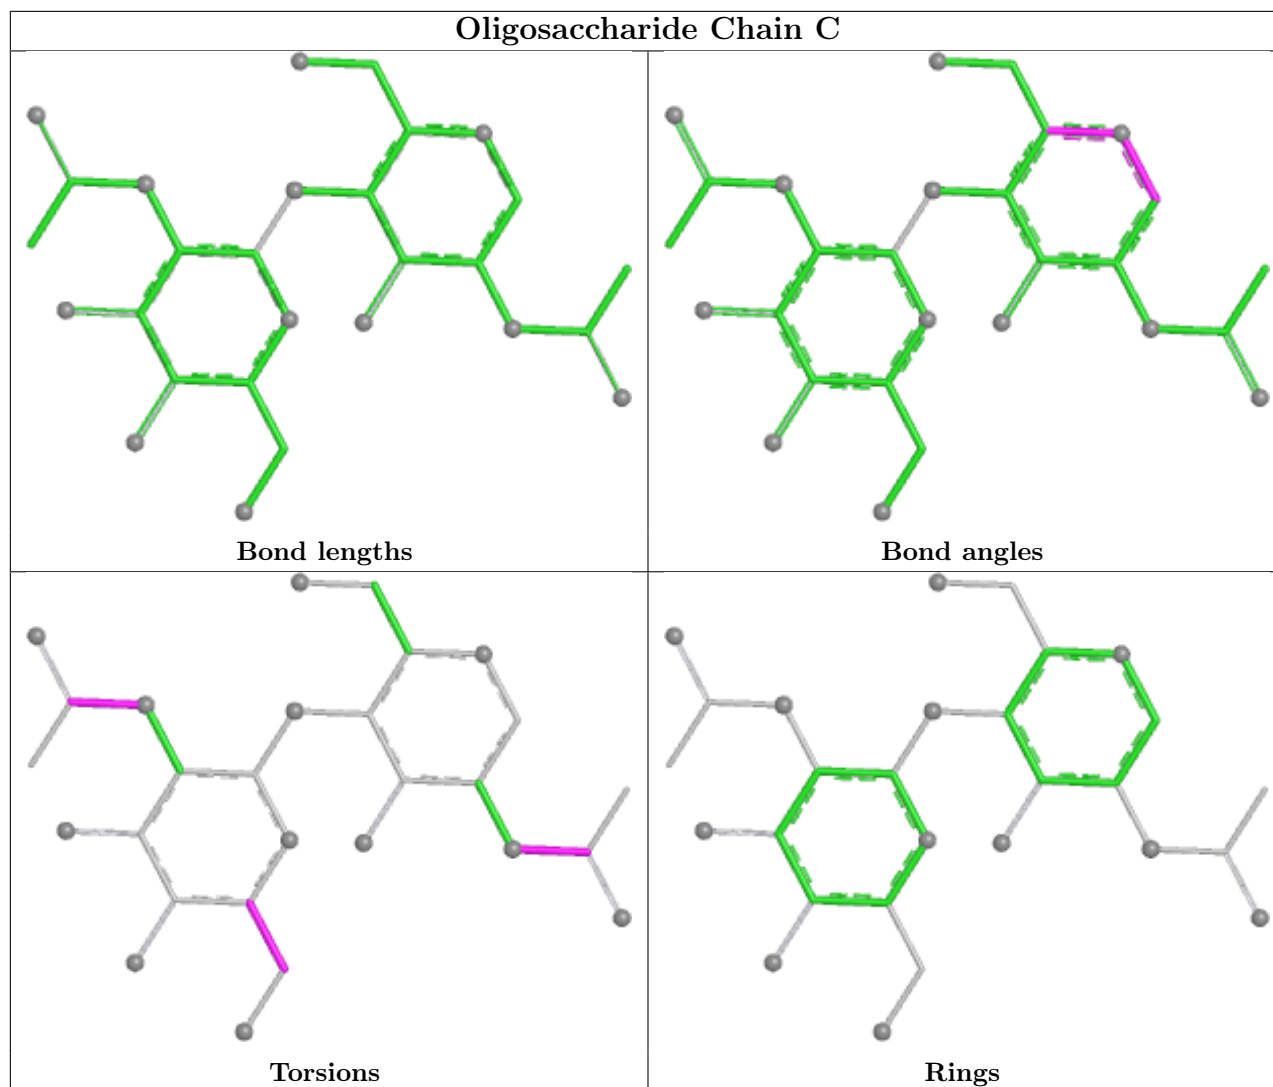 Oligosaccharide Chain C
Bond lengths
Bond angles
Torsions
Rings